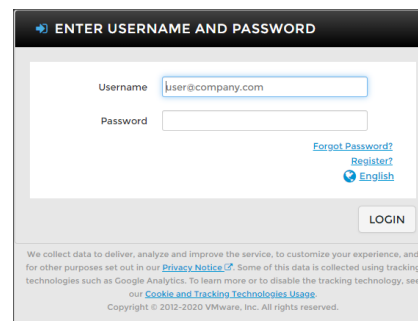 ENTER USERNAME AND PASSWORD
Username user@company.com
Password
Forgot Password?
Register?
English
LOGIN
We collect data to deliver, analyze and improve the service, to customize your experience, and
for other purposes set out in our Privacy Notice. Some of this data is collected using tracking
technologies such as Google Analytics. To learn more or to disable the tracking technology, see
our Cookie and Tracking Technologies Usage.
Copyright © 2012-2020 VMware, Inc. All rights reserved.